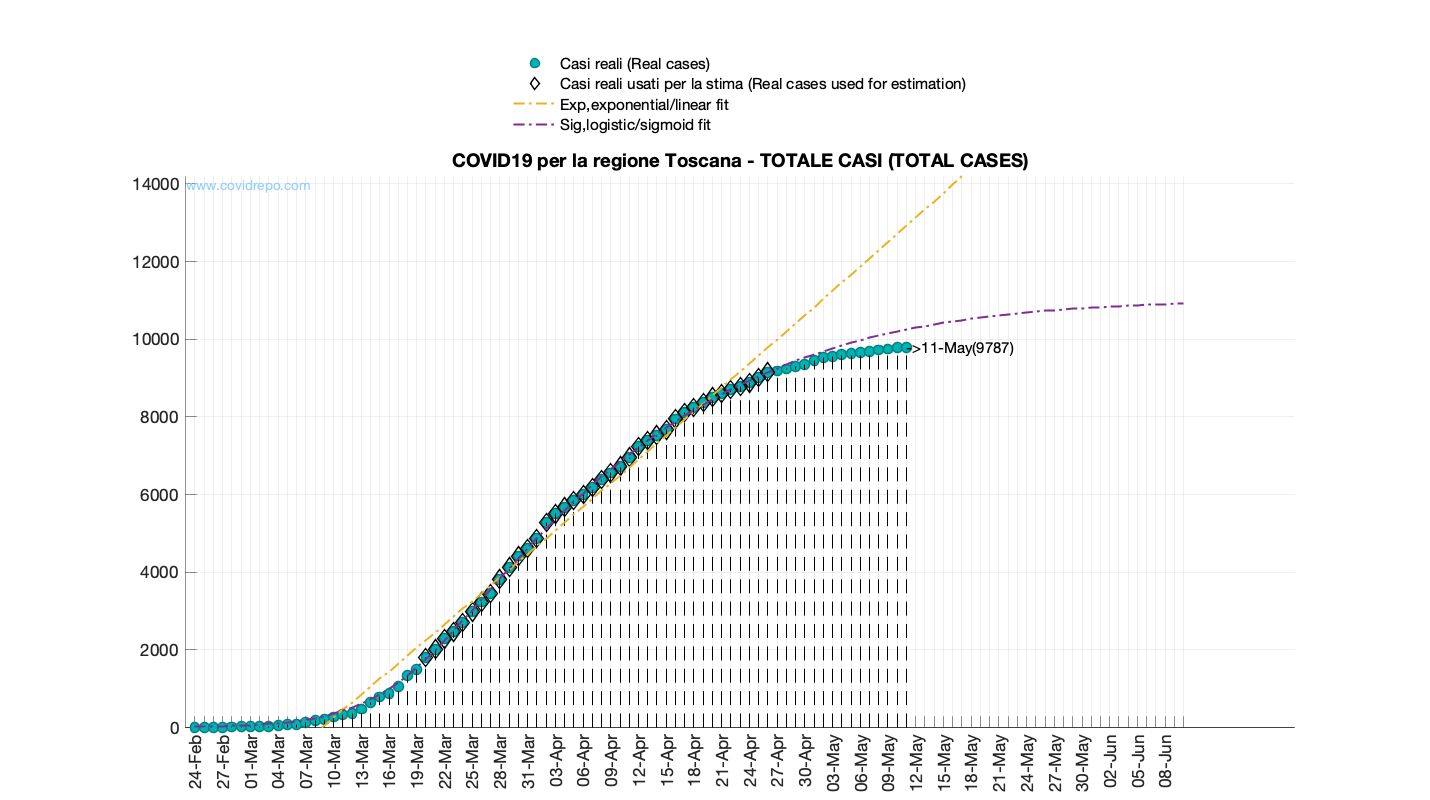 Casi reali (Real cases)
Casi reali usati per la stima (Real cases used for estimation)
Exp,exponential/linear fit
Sig,logistic/sigmoid fit
COVID19 per la regione Toscana - TOTALE CASI (TOTAL CASES)
www.covidrepo.com
14000
12000
10000
8000
6000
4000
2000
0
->11-May(9787)
24-Feb
27-Feb
01-Mar
04-Mar
07-Mar
10-Mar
13-Mar
16-Mar
19-Mar
22-Mar
25-Mar
28-Mar
31-Mar
03-Apr
06-Apr
09-Apr
12-Apr
15-Apr
18-Apr
21-Apr
24-Apr
27-Apr
30-Apr
03-May
06-May
09-May
12-May
15-May
18-May
21-May
24-May
27-May
30-May
02-Jun
05-Jun
08-Jun